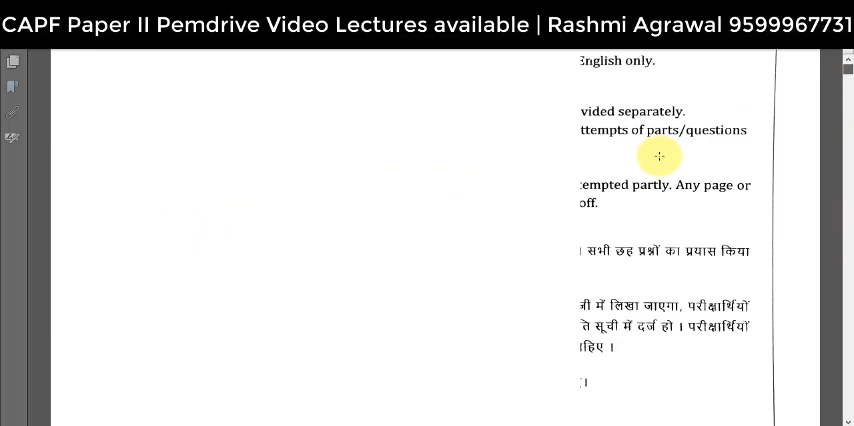 CAPF Paper II Pemdrive Video Lectures available | Rashmi Agrawal 9599967731
English only.
vided separately.
ttempts of parts/questions
tempted partly. Any page or
off.
। सभी छह प्रश्नों का प्रयास किया
में लिखा जाएगा, परीक्षार्थियों
सूची में दर्ज हो । परीक्षार्थियों
हिए ।